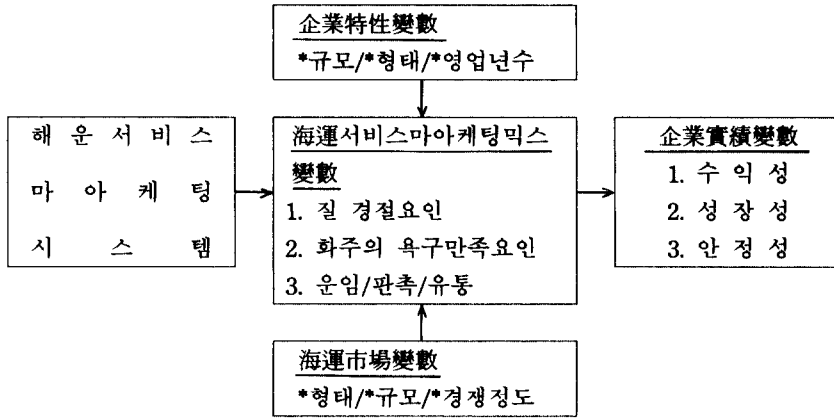 企業特性變數
*규모/*형태/*영업년수
해운서비스
마아케팅
시스템
海運서비스마아케팅믹스
變數
1. 질 경절요인
2. 화주의 욕구만족요인
3. 운임/판촉/유통
企業實績變數
1. 수익성
2. 성장성
3. 안정성
海運市場變數
*형태/*규모/*경쟁정도